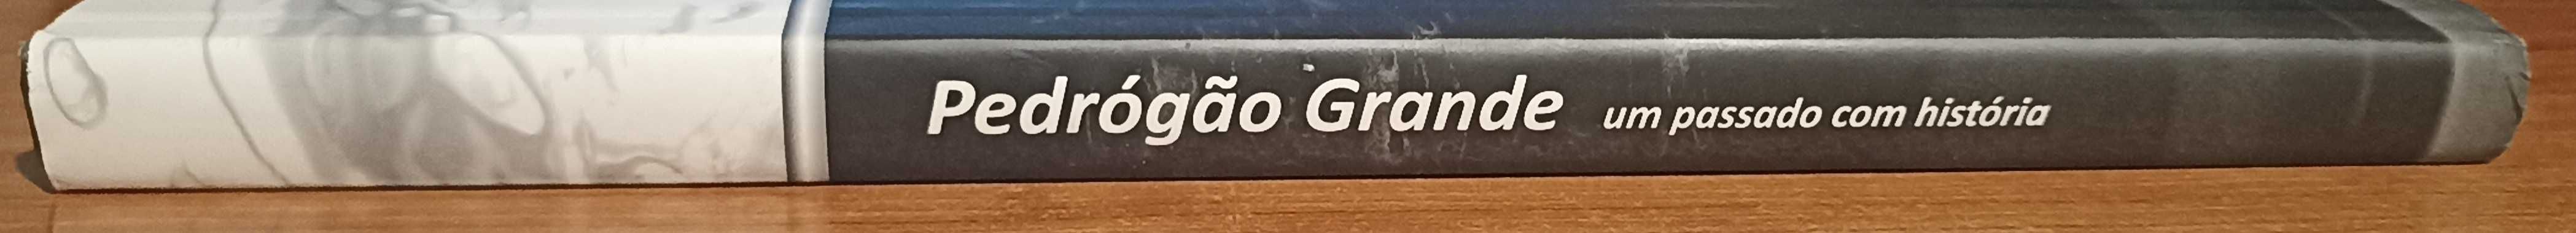 Pedrógão Grande um passado com história